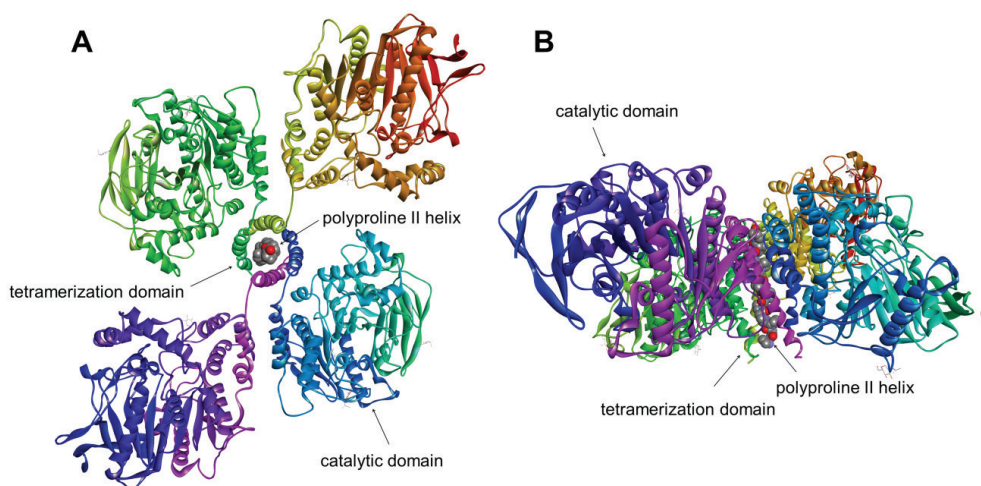 A
B
catalytic domain
polyproline II helix
tetramerization domain
catalytic domain
polyproline II helix
tetramerization domain